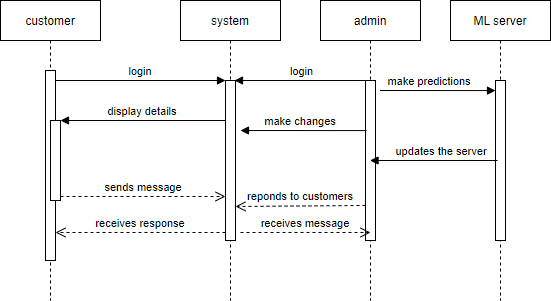 customer
system
admin
ML server
login
login
make predictions
display details
make changes
updates the server
sends message
reponds to customers
receives response
receives message